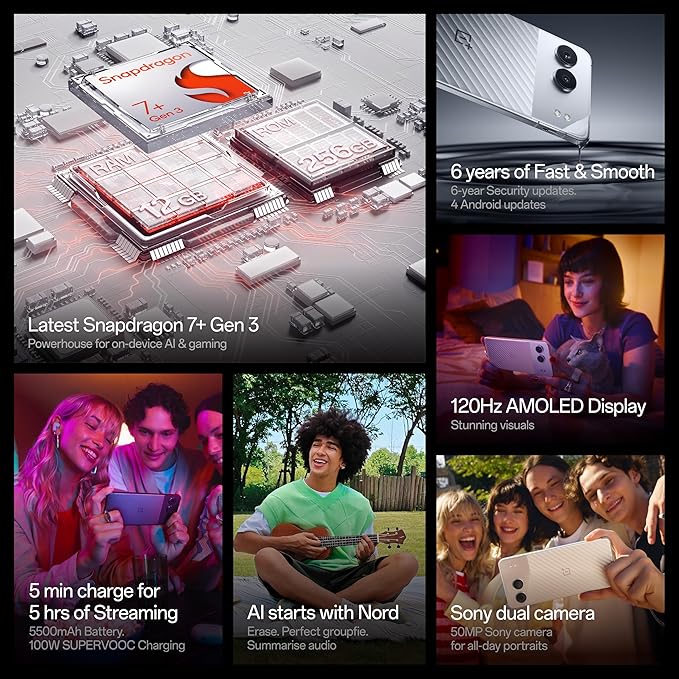 Snapdragon
7+
Gen 3
RAM
12 GB
ROM
256GB
Latest Snapdragon 7+ Gen 3
Powerhouse for on-device AI & gaming
6 years of Fast & Smooth
6-year Security updates.
4 Android updates
120Hz AMOLED Display
Stunning visuals
5 min charge for
5 hrs of Streaming
5500mAh Battery.
100W SUPERVOOC Charging
AI starts with Nord
Erase. Perfect groupfie.
Summarise audio
Sony dual camera
50MP Sony camera
for all-day portraits